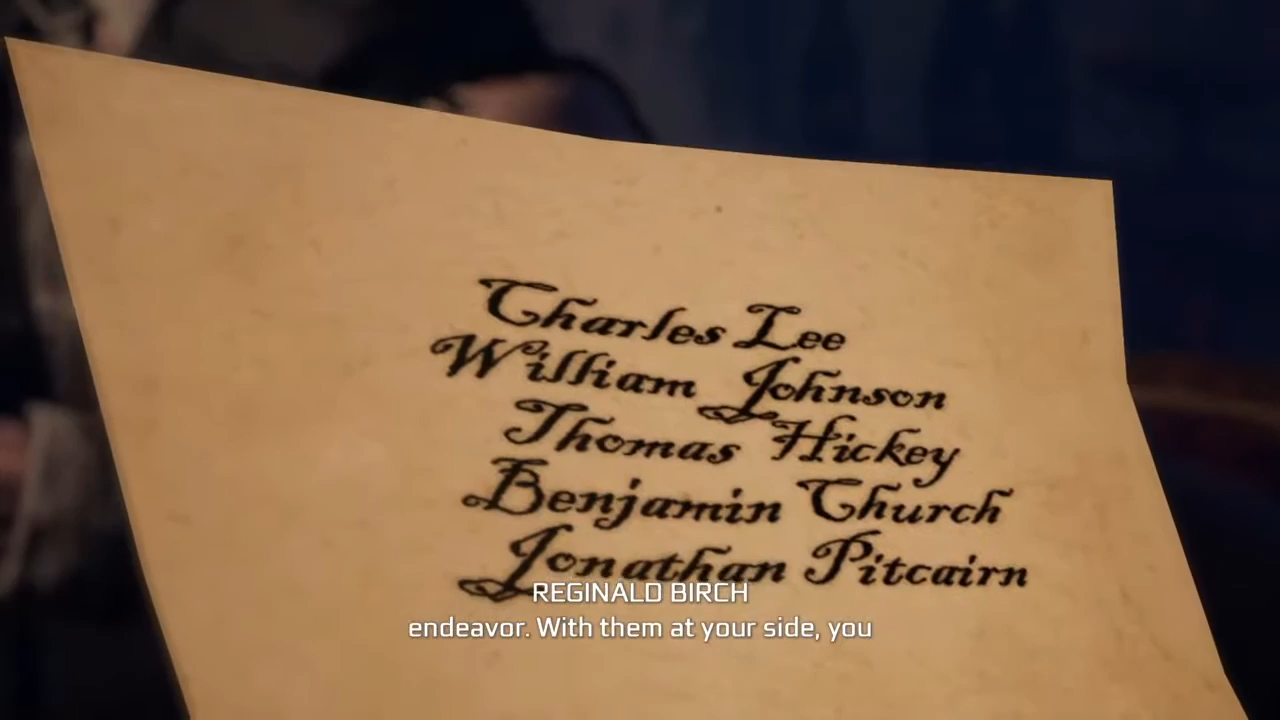 Charles Lee
William Johnson
Thomas Hickey
Benjamin Church
Jonathan Pitcairn
REGINALD BIRCH
endeavor. With them at your side, you